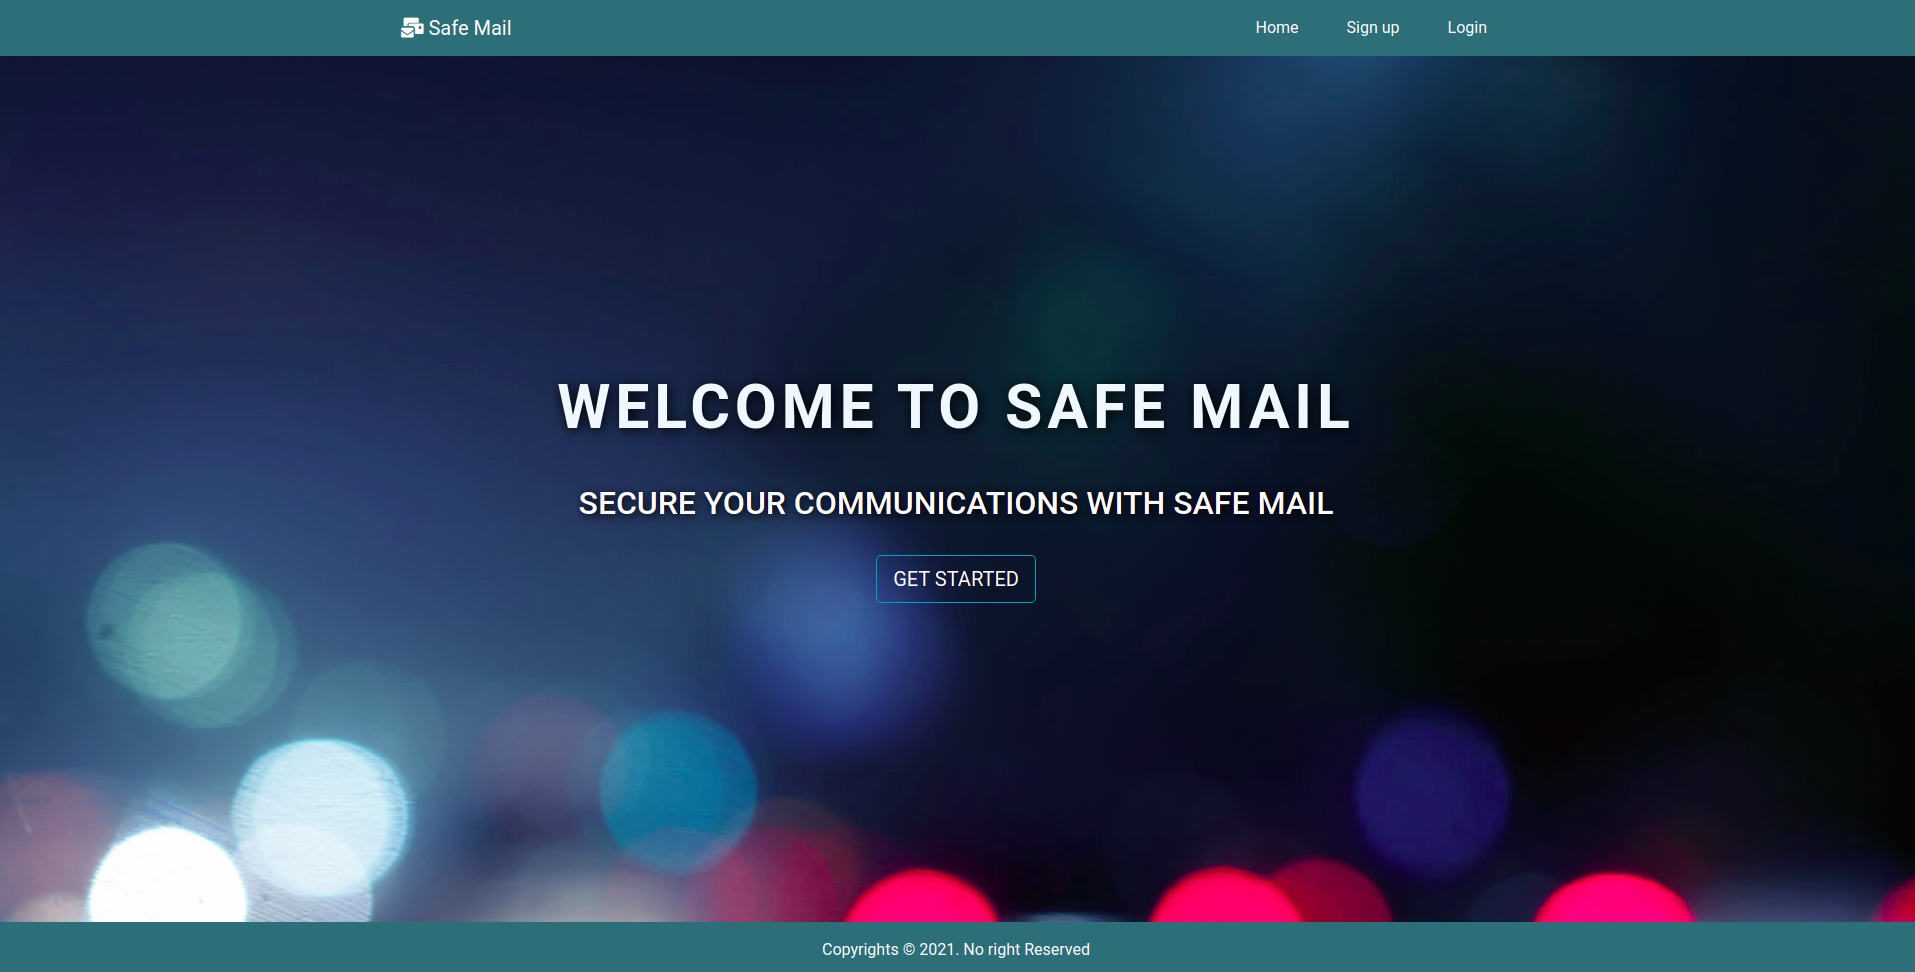 Safe Mail
Home
Sign up
Login
WELCOME TO SAFE MAIL
SECURE YOUR COMMUNICATIONS WITH SAFE MAIL
GET STARTED
Copyrights © 2021. No right Reserved